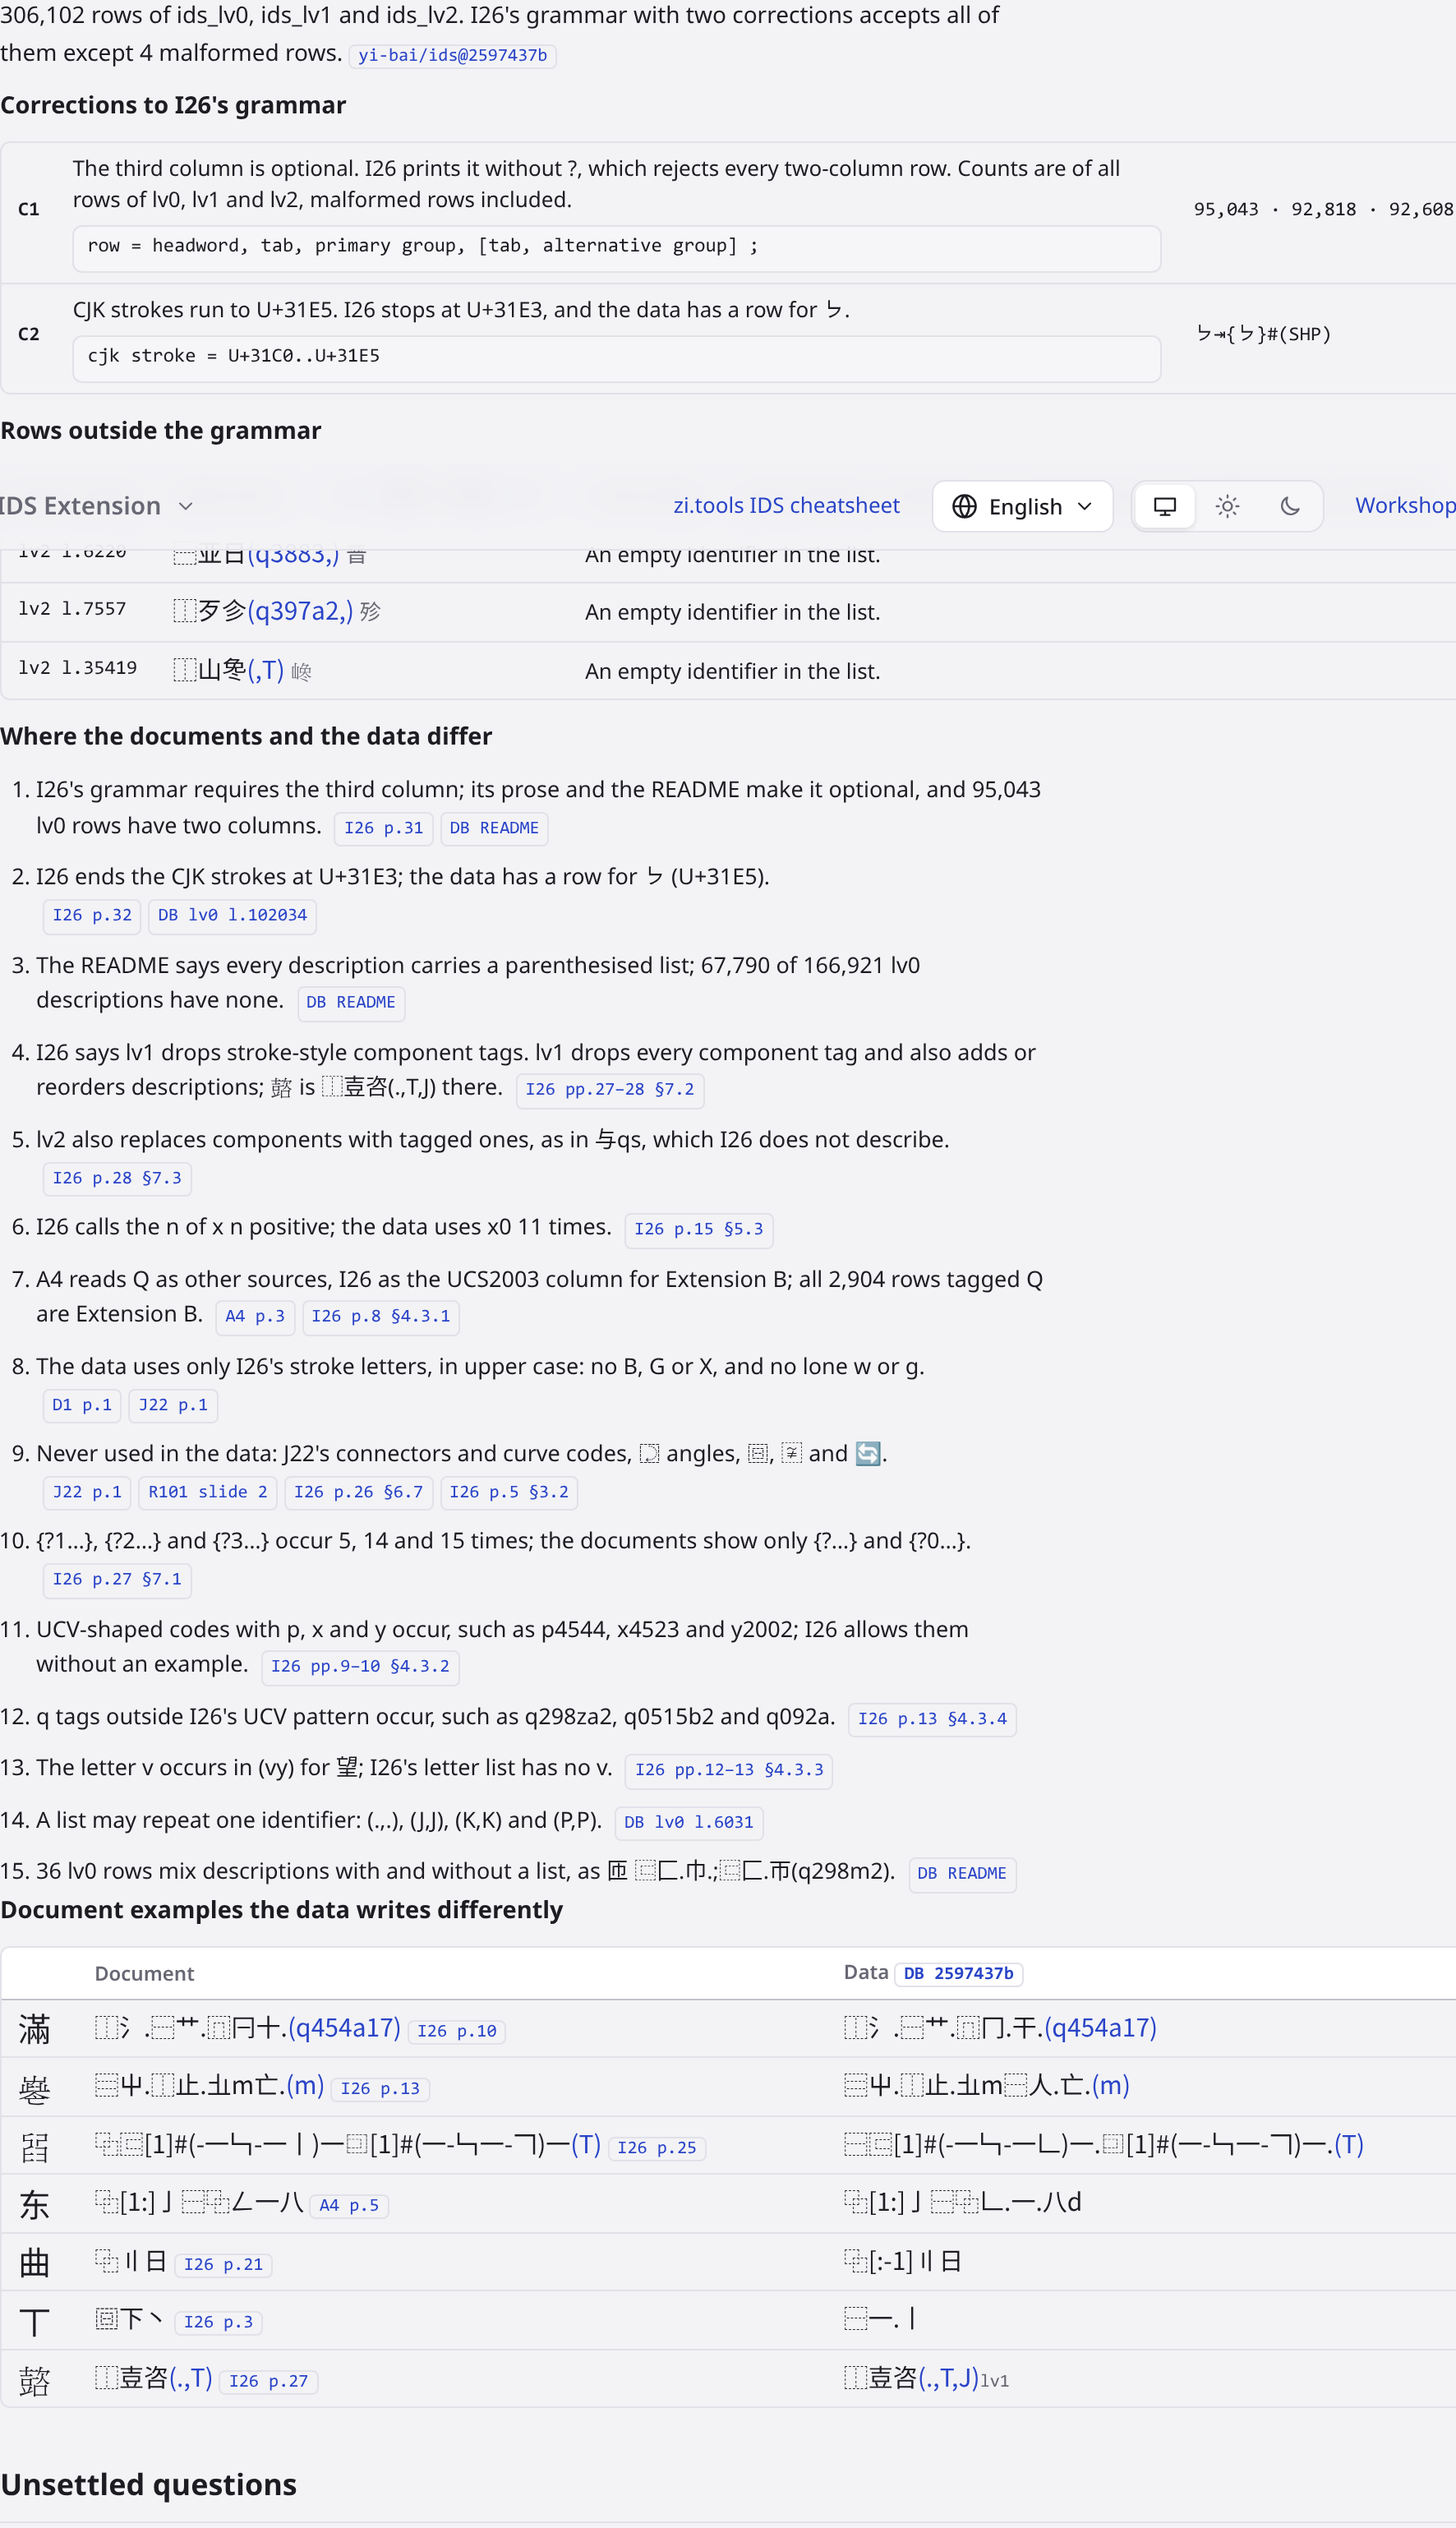 306,102 rows of ids_lv0, ids_lv1 and ids_lv2. I26's grammar with two corrections accepts all of
them except 4 malformed rows. yi-bai/ids@2597437b
Corrections to I26's grammar
C1
The third column is optional. I26 prints it without ?, which rejects every two-column row. Counts are of all
rows of lv0, lv1 and lv2, malformed rows included.
95,043 · 92,818 · 92,608
row = headword, tab, primary group, [tab, alternative group] ;
C2
CJK strokes run to U+31E5. I26 stops at U+31E3, and the data has a row for ㇥.
㇥⇥{㇥}#(SHP)
cjk stroke = U+31C0..U+31E5
Rows outside the grammar
IDS Extension zi.tools IDS cheatsheet English Workshop
lv2 l.6220 ⿱亚日(q3883,) 晋 An empty identifier in the list.
lv2 l.7557 ⿰歹㐱(q397a2,) 殄 An empty identifier in the list.
lv2 l.35419 An empty identifier in the list.
Where the documents and the data differ
1. I26's grammar requires the third column; its prose and the README make it optional, and 95,043
lv0 rows have two columns. I26 p.31 DB README
2. I26 ends the CJK strokes at U+31E3; the data has a row for ㇥ (U+31E5).
I26 p.32 DB lv0 l.102034
3. The README says every description carries a parenthesised list; 67,790 of 166,921 lv0
descriptions have none. DB README
4. I26 says lv1 drops stroke-style component tags. lv1 drops every component tag and also adds or
reorders descriptions; is ⿰壴咨(.,T,J) there. I26 pp.27–28 §7.2
5. lv2 also replaces components with tagged ones, as in 与qs, which I26 does not describe.
I26 p.28 §7.3
6. I26 calls the n of x n positive; the data uses x0 11 times. I26 p.15 §5.3
7. A4 reads Q as other sources, I26 as the UCS2003 column for Extension B; all 2,904 rows tagged Q
are Extension B. A4 p.3 I26 p.8 §4.3.1
8. The data uses only I26's stroke letters, in upper case: no B, G or X, and no lone w or g.
D1 p.1 J22 p.1
9. Never used in the data: J22's connectors and curve codes, angles, and 🔄.
J22 p.1 R101 slide 2 I26 p.26 §6.7 I26 p.5 §3.2
10. {?1…}, {?2…} and {?3…} occur 5, 14 and 15 times; the documents show only {?…} and {?0…}.
I26 p.27 §7.1
11. UCV-shaped codes with p, x and y occur, such as p4544, x4523 and y2002; I26 allows them
without an example. I26 pp.9–10 §4.3.2
12. q tags outside I26's UCV pattern occur, such as q298za2, q0515b2 and q092a. I26 p.13 §4.3.4
13. The letter v occurs in (vy) for 望; I26's letter list has no v. I26 pp.12–13 §4.3.3
14. A list may repeat one identifier: (.,.), (J,J), (K,K) and (P,P). DB lv0 l.6031
15. 36 lv0 rows mix descriptions with and without a list, as 匝 ⿷匚.巾.;⿷匚.帀(q298m2). DB README
Document examples the data writes differently
Document Data DB 2597437b
滿 (q454a17) I26 p.10 (q454a17)
(m) I26 p.13 (m)
(T) I26 p.25 (T)
东 ⿻[1:]亅⿱⿻𠃋一八 A4 p.5 ⿻[1:]亅⿱⿻𠃊.一.八d
曲 ⿻〢日 I26 p.21 ⿻[:-1]〢日
丅 下丶 I26 p.3 ⿱一.丨
⿰壴咨(.,T) I26 p.27 ⿰壴咨(.,T,J)lv1
Unsettled questions